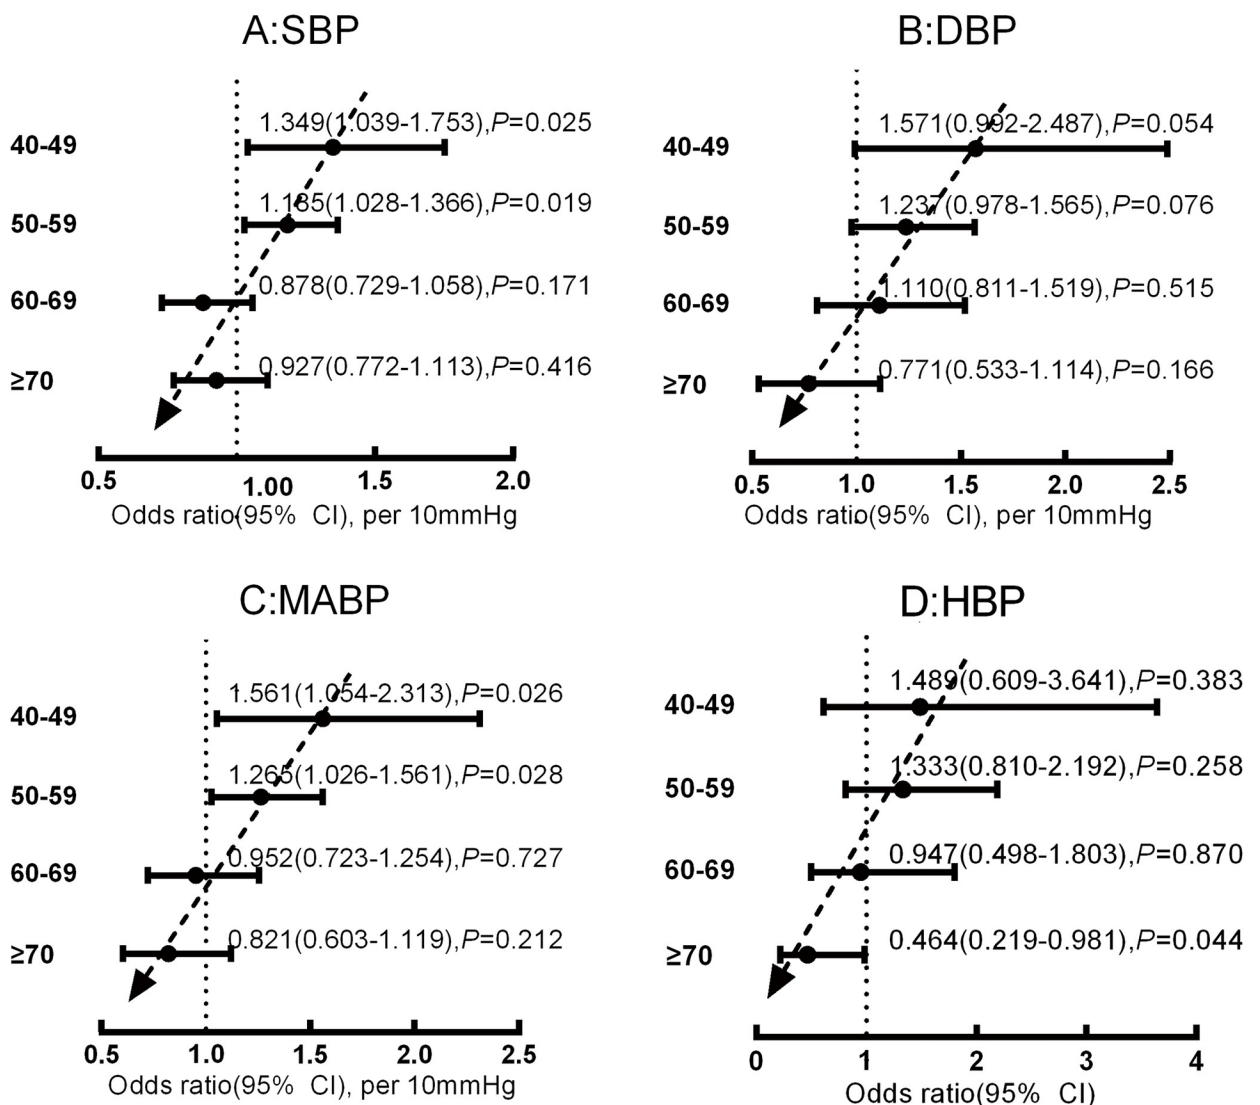 A:SBP
40-49
1.349(1.039-1.753),P=0.025
50-59
1.185(1.028-1.366),P=0.019
60-69
0.878(0.729-1.058),P=0.171
≥70
0.927(0.772-1.113),P=0.416
0.5 1.00 1.5 2.0
Odds ratio(95% CI), per 10mmHg
B:DBP
40-49
1.571(0.992-2.487),P=0.054
50-59
1.237(0.978-1.565),P=0.076
60-69
1.110(0.811-1.519),P=0.515
≥70
0.771(0.533-1.114),P=0.166
0.5 1.0 1.5 2.0 2.5
Odds ratio(95% CI), per 10mmHg
C:MABP
40-49
1.561(1.054-2.313),P=0.026
50-59
1.265(1.026-1.561),P=0.028
60-69
0.952(0.723-1.254),P=0.727
≥70
0.821(0.603-1.119),P=0.212
0.5 1.0 1.5 2.0 2.5
Odds ratio(95% CI), per 10mmHg
D:HBP
40-49
1.489(0.609-3.641),P=0.383
50-59
1.333(0.810-2.192),P=0.258
60-69
0.947(0.498-1.803),P=0.870
≥70
0.464(0.219-0.981),P=0.044
0 1 2 3 4
Odds ratio(95% CI)